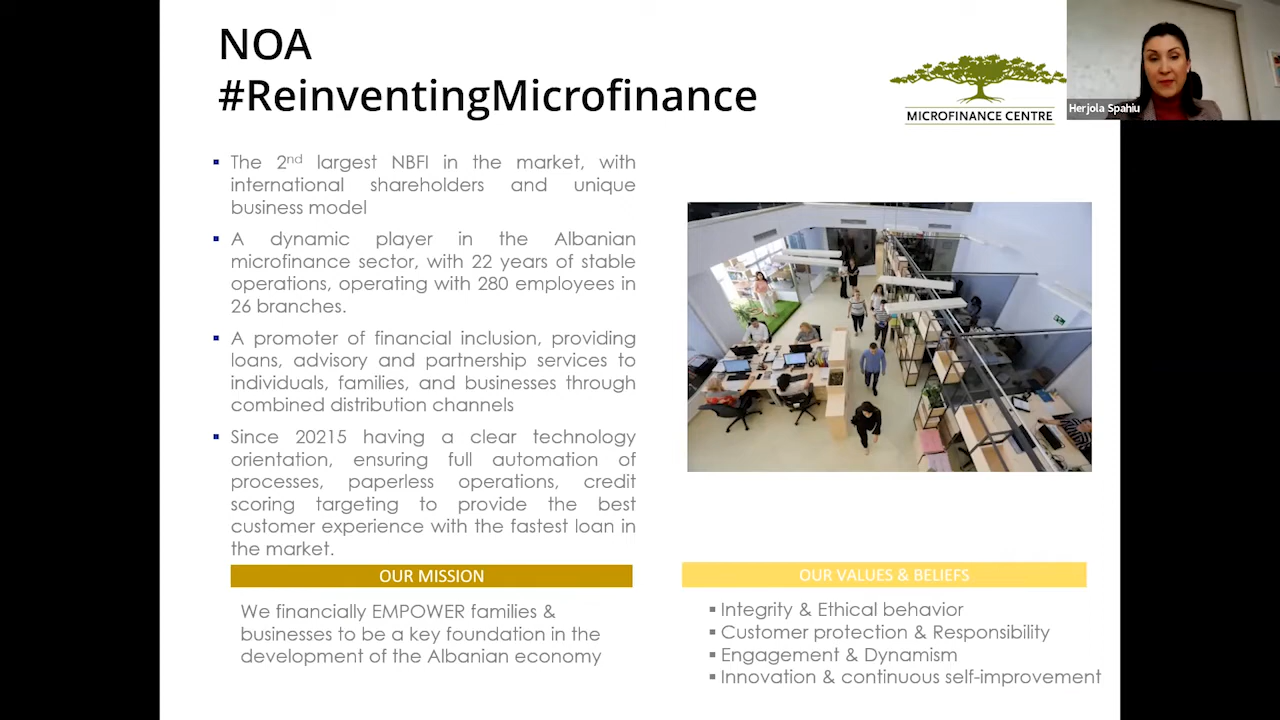 NOA
#ReinventingMicrofinance
MICROFINANCE CENTRE
Herjola Spahiu
▪ The 2nd largest NBFI in the market, with
international shareholders and unique
business model
▪ A dynamic player in the Albanian
microfinance sector, with 22 years of stable
operations, operating with 280 employees in
26 branches.
▪ A promoter of financial inclusion, providing
loans, advisory and partnership services to
individuals, families, and businesses through
combined distribution channels
▪ Since 20215 having a clear technology
orientation, ensuring full automation of
processes, paperless operations, credit
scoring targeting to provide the best
customer experience with the fastest loan in
the market.
OUR MISSION
We financially EMPOWER families &
businesses to be a key foundation in the
development of the Albanian economy
OUR VALUES & BELIEFS
▪ Integrity & Ethical behavior
▪ Customer protection & Responsibility
▪ Engagement & Dynamism
▪ Innovation & continuous self-improvement